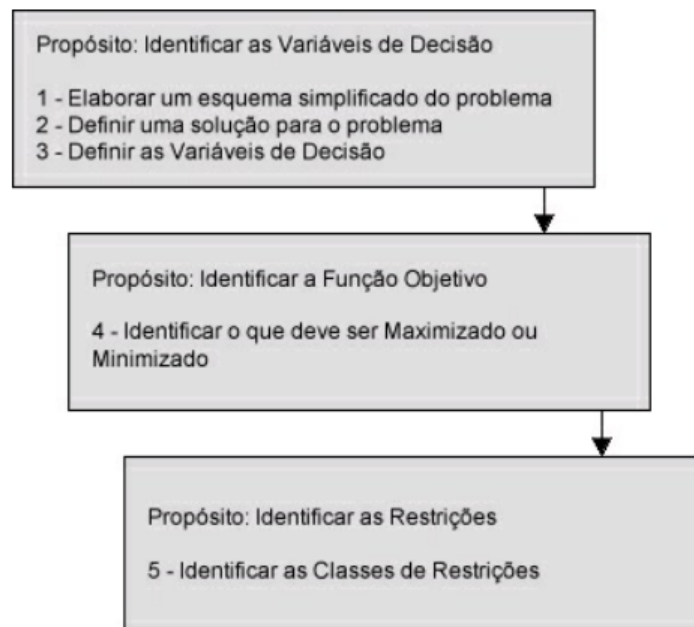 Propósito: Identificar as Variáveis de Decisão
1 - Elaborar um esquema simplificado do problema
2 - Definir uma solução para o problema
3 - Definir as Variáveis de Decisão
Propósito: Identificar a Função Objetivo
4 - Identificar o que deve ser Maximizado ou
Minimizado
Propósito: Identificar as Restrições
5 - Identificar as Classes de Restrições